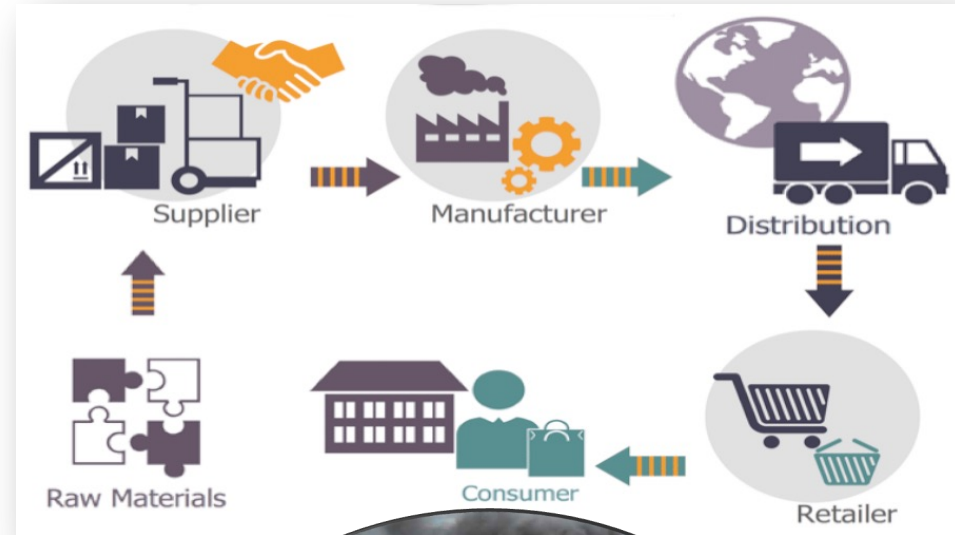 Supplier
Manufacturer
Distribution
Raw Materials
Consumer
Retailer